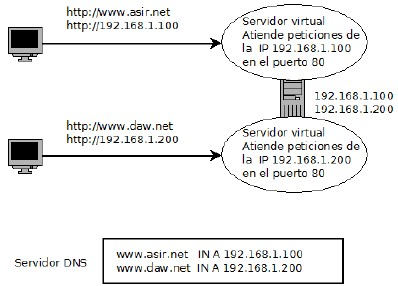 http://www.asir.net
http://192.168.1.100
Servidor virtual
Atiende peticiones de
la IP 192.168.1.100
en el puerto 80
192.168.1.100
192.168.1.200
http://www.daw.net
http://192.168.1.200
Servidor virtual
Atiende peticiones de
la IP 192.168.1.200
en el puerto 80
Servidor DNS
www.asir.net IN A 192.168.1.100
www.daw.net IN A 192.168.1.200